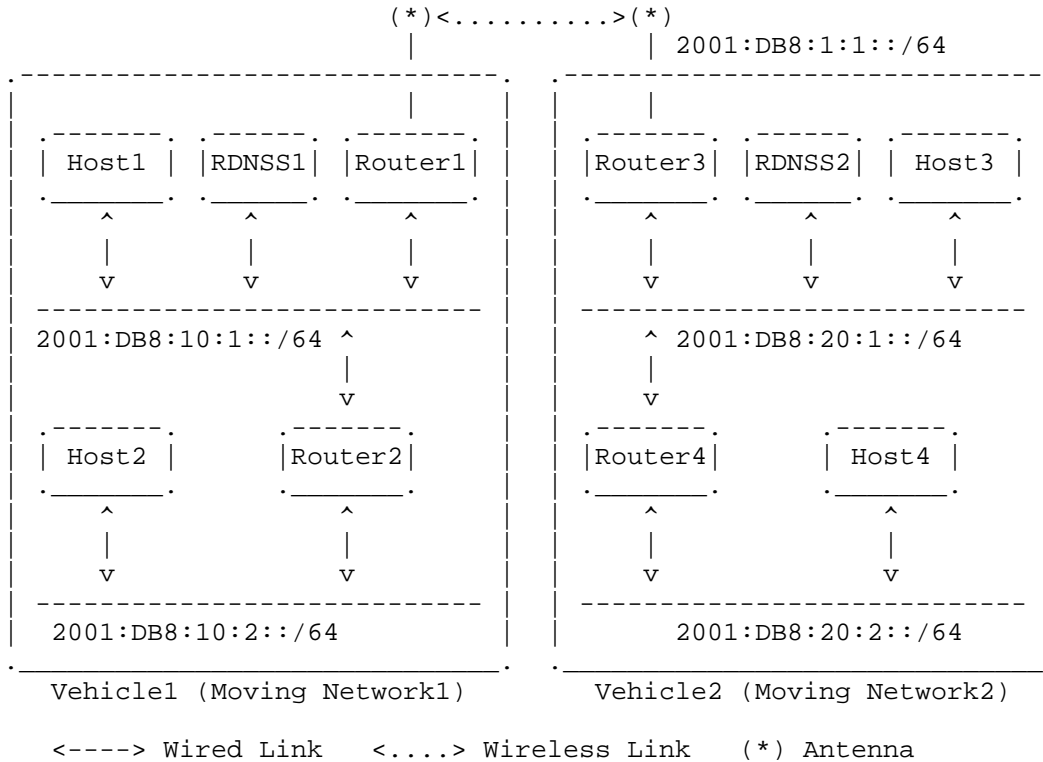 (*)<..........>(*)
2001:DB8:1:1::/64
Host1 RDNSS1 Router1 Router3 RDNSS2 Host3
2001:DB8:10:1::/64 2001:DB8:20:1::/64
Host2 Router2 Router4 Host4
2001:DB8:10:2::/64 2001:DB8:20:2::/64
Vehicle1 (Moving Network1) Vehicle2 (Moving Network2)
<----> Wired Link <....> Wireless Link (*) Antenna